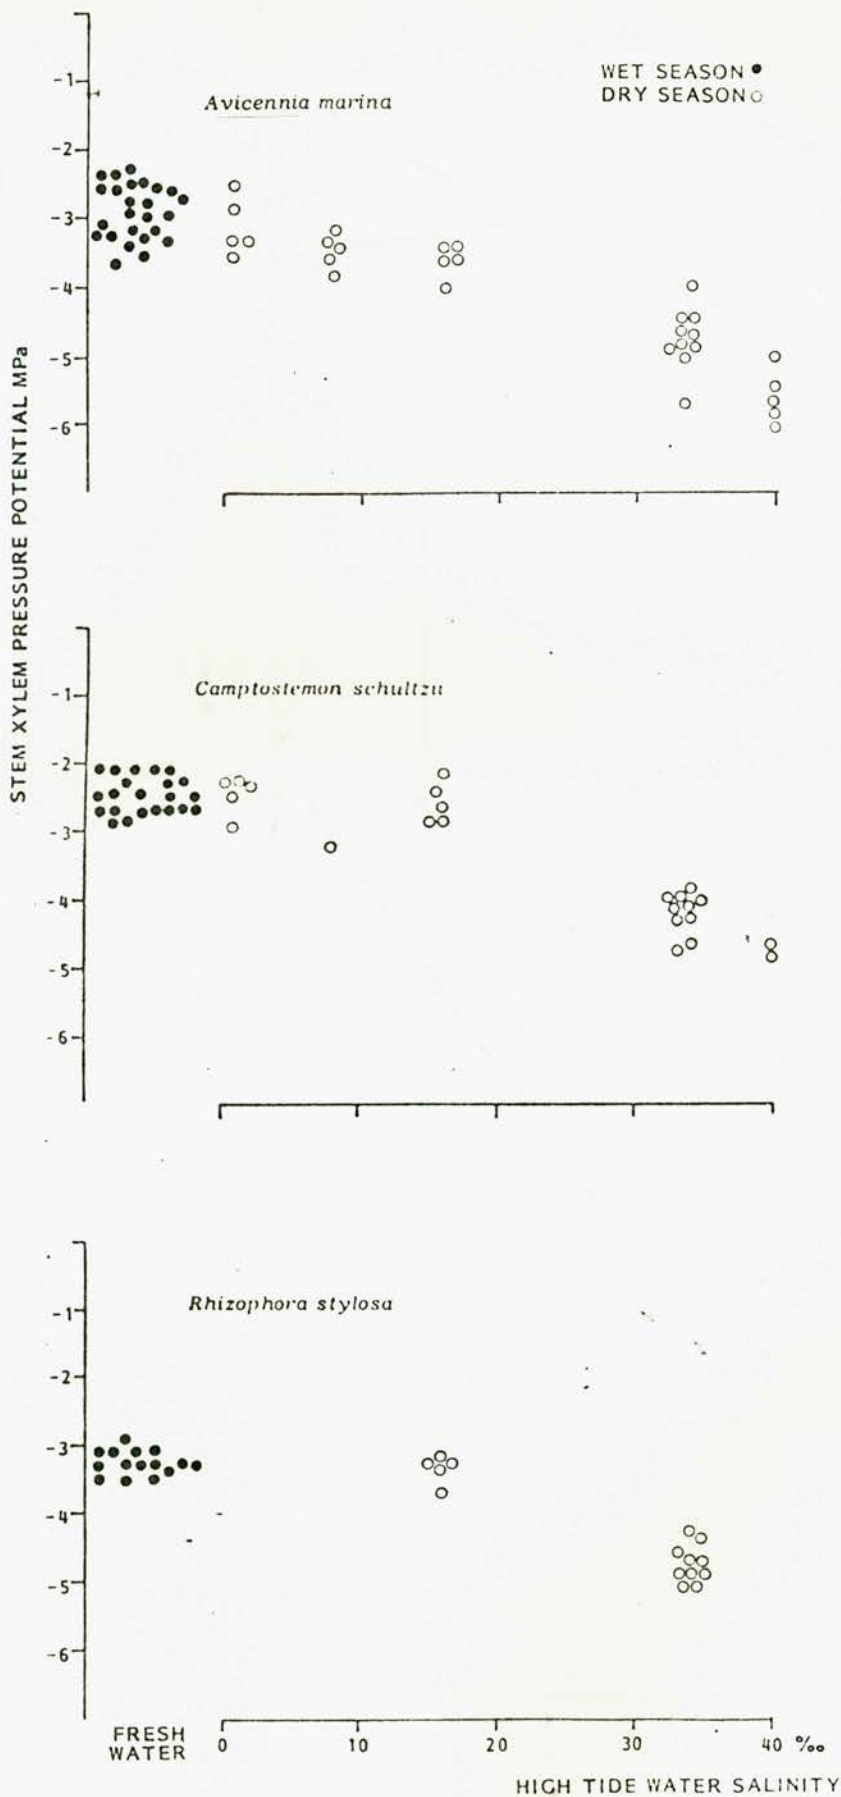 WET SEASON ●
DRY SEASON ○
STEM XYLEM PRESSURE POTENTIAL MPa
Avicennia marina
-1
-2
-3
-4
-5
-6
Camptostemon schultzii
-1
-2
-3
-4
-5
-6
Rhizophora stylosa
-1
-2
-3
-4
-5
-6
FRESH
WATER
0 10 20 30 40 ‰
HIGH TIDE WATER SALINITY